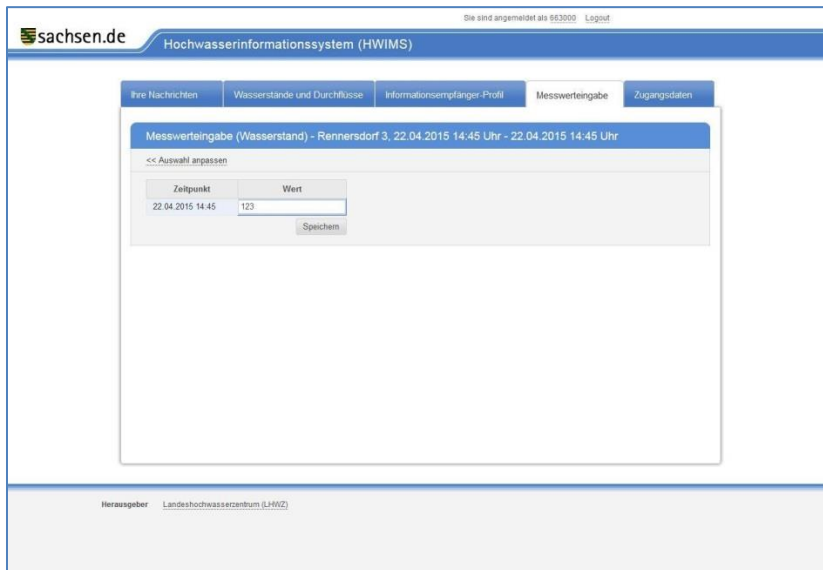 Sie sind angemeldet als 663000 Logout
sachsen.de
Hochwasserinformationssystem (HWIMS)
Ihre Nachrichten Wasserstände und Durchflüsse Informationsempfänger-Profil Messwerteingabe Zugangsdaten
Messwerteingabe (Wasserstand) - Rennersdorf 3, 22.04.2015 14:45 Uhr - 22.04.2015 14:45 Uhr
<< Auswahl anpassen
Zeitpunkt Wert
22.04.2015 14:45 123
Speichern
Herausgeber Landeshochwasserzentrum (LHWZ)